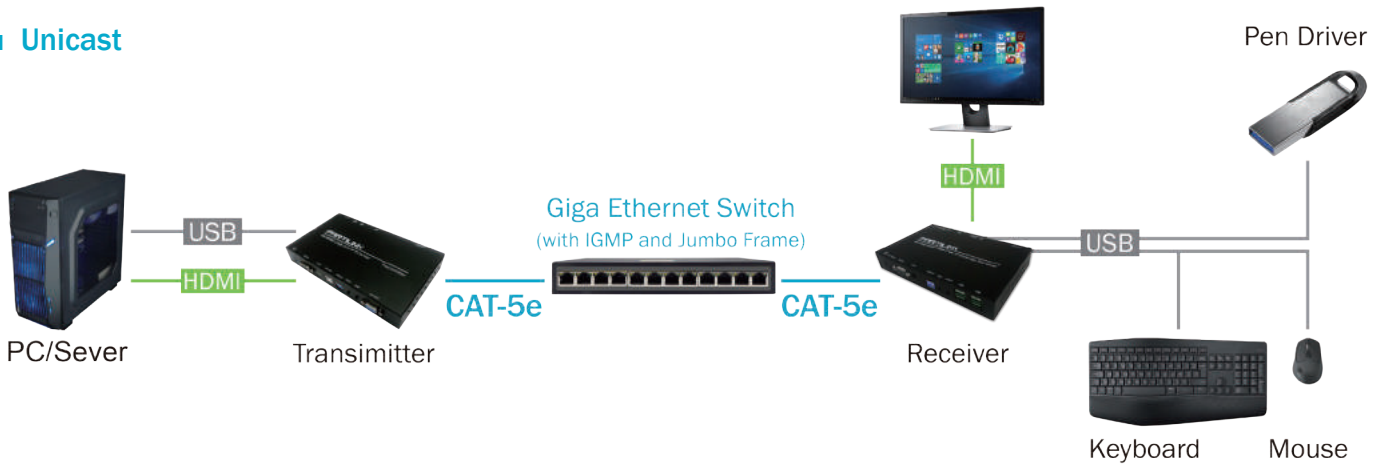 Unicast
Pen Driver
HDMI
Giga Ethernet Switch
(with IGMP and Jumbo Frame)
USB
HDMI
USB
CAT-5e
CAT-5e
PC/Sever
Transimitter
Receiver
Keyboard
Mouse